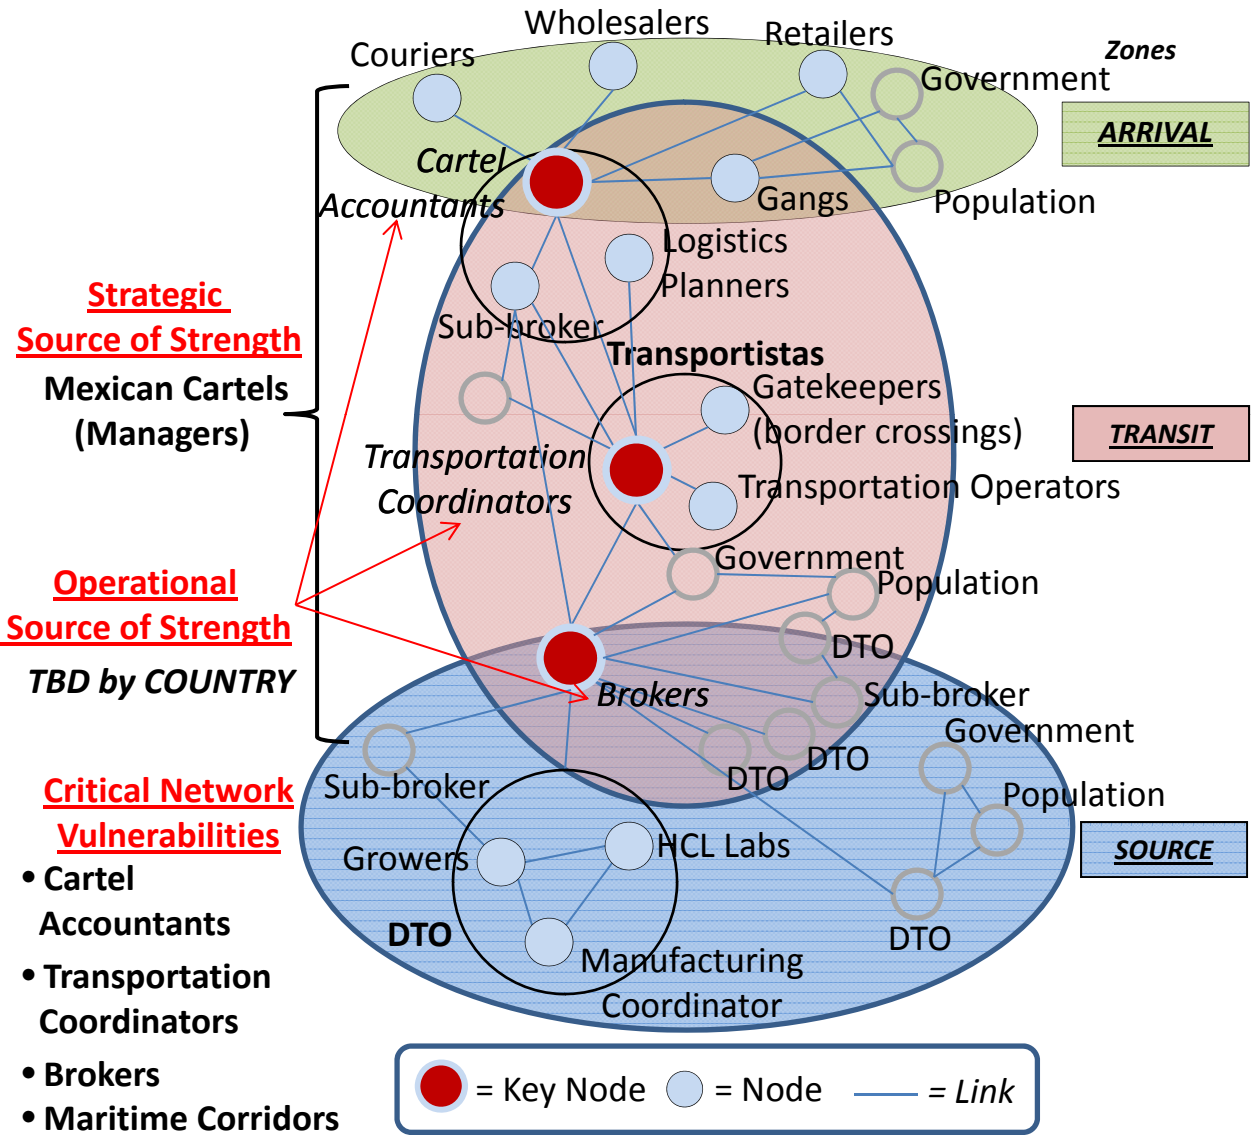 Wholesalers
Retailers
Couriers
Zones
Government
ARRIVAL
Cartel
Accountants
Gangs
Population
Logistics
Planners
Strategic
Source of Strength
Mexican Cartels
(Managers)
Sub-broker
Transportistas
Gatekeepers
(border crossings)
TRANSIT
Transportation
Coordinators
Transportation Operators
Government
Population
Operational
Source of Strength
TBD by COUNTRY
DTO
Brokers
Sub-broker
Government
DTO
DTO
Sub-broker
Population
Critical Network
Vulnerabilities
HCL Labs
Growers
SOURCE
• Cartel
Accountants
DTO
DTO
Manufacturing
Coordinator
• Transportation
Coordinators
• Brokers
• Maritime Corridors
= Key Node
= Node
= Link